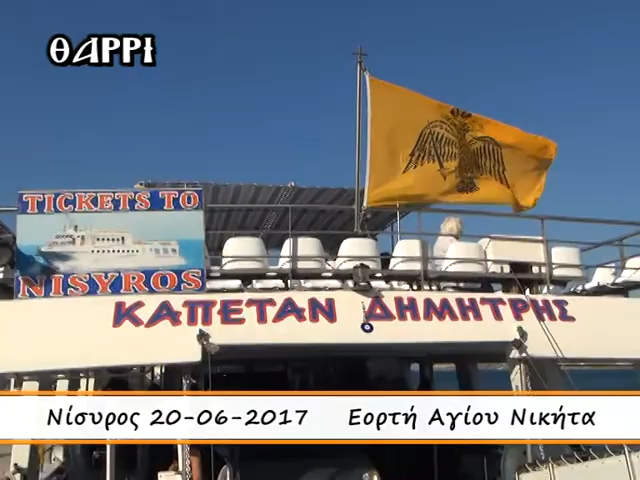 ΘΑΡΡΙ
TICKETS TO
NISYROS
ΚΑΠΕΤΑΝ ΔΗΜΗΤΡΗΣ
Νίσυρος 20-06-2017 Εορτή Αγίου Νικήτα